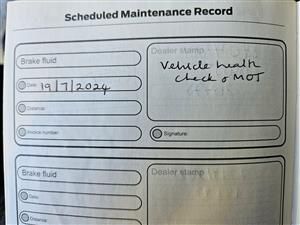 Scheduled Maintenance Record
Brake fluid
Date: 19/7/2024
Distance:
Invoice number:
Dealer stamp
Vehicle health
check & MOT
Signature:
Brake fluid
Date:
Distance:
Dealer stamp